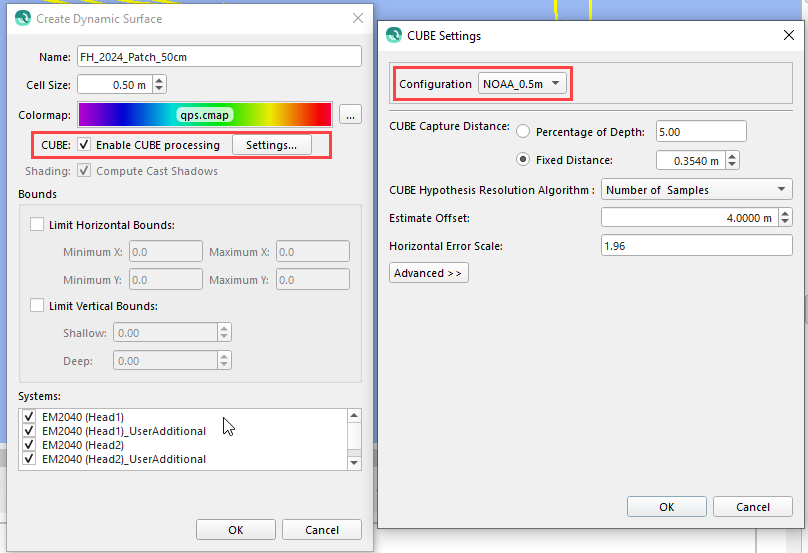 Create Dynamic Surface
Name: FH_2024_Patch_50cm
Cell Size: 0.50 m
Colormap: qps.cmap ...
CUBE: Enable CUBE processing Settings...
Shading: Compute Cast Shadows
Bounds
Limit Horizontal Bounds:
Minimum X: 0.0 Maximum X: 0.0
Minimum Y: 0.0 Maximum Y: 0.0
Limit Vertical Bounds:
Shallow: 0.00
Deep: 0.00
Systems:
EM2040 (Head1)
EM2040 (Head1)_UserAdditional
EM2040 (Head2)
EM2040 (Head2)_UserAdditional
OK Cancel
CUBE Settings
Configuration NOAA_0.5m
CUBE Capture Distance: Percentage of Depth: 5.00
Fixed Distance: 0.3540 m
CUBE Hypothesis Resolution Algorithm : Number of Samples
Estimate Offset: 4.0000 m
Horizontal Error Scale: 1.96
Advanced >>
OK Cancel